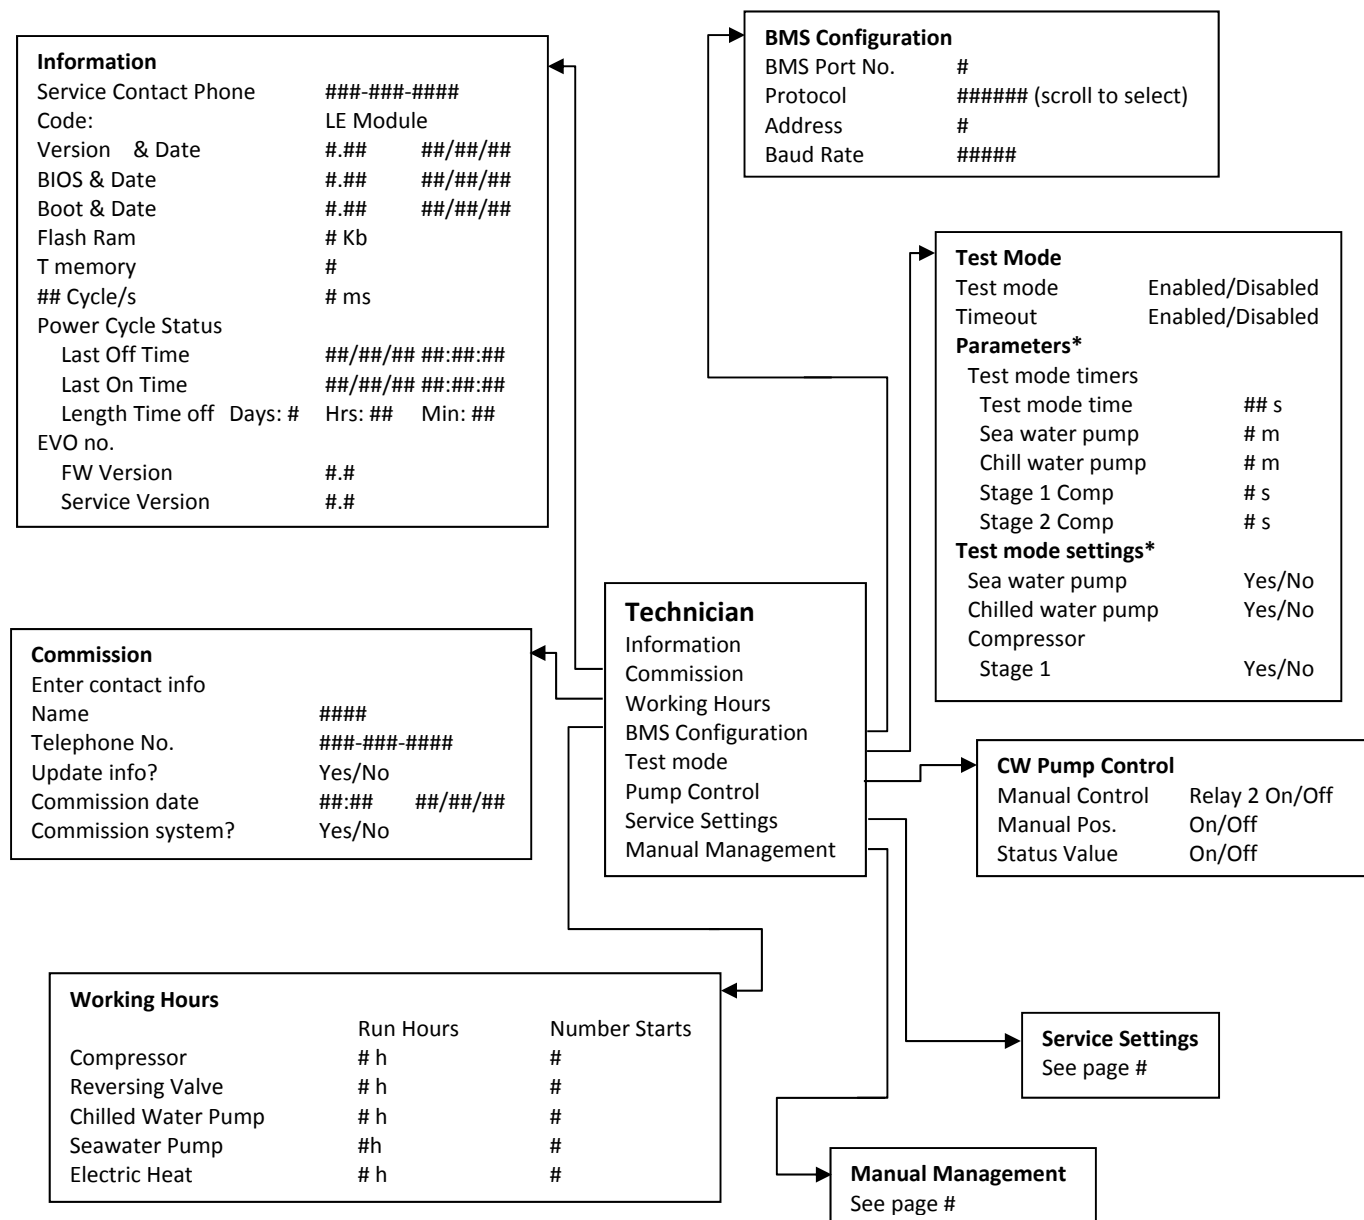 Information
Service Contact Phone ###-###-####
Code: LE Module
Version & Date #.## ##/##/##
BIOS & Date #.## ##/##/##
Boot & Date #.## ##/##/##
Flash Ram # Kb
T memory #
## Cycle/s # ms
Power Cycle Status
Last Off Time ##/##/## ##:##:##
Last On Time ##/##/## ##:##:##
Length Time off Days: # Hrs: ## Min: ##
EVO no.
FW Version #.#
Service Version #.#
BMS Configuration
BMS Port No. #
Protocol ###### (scroll to select)
Address #
Baud Rate #####
Test Mode
Test mode Enabled/Disabled
Timeout Enabled/Disabled
Parameters*
Test mode timers
Test mode time ## s
Sea water pump # m
Chill water pump # m
Stage 1 Comp # s
Stage 2 Comp # s
Test mode settings*
Sea water pump Yes/No
Chilled water pump Yes/No
Compressor
Stage 1 Yes/No
Technician
Information
Commission
Working Hours
BMS Configuration
Test mode
Pump Control
Service Settings
Manual Management
Commission
Enter contact info
Name ####
Telephone No. ###-###-####
Update info? Yes/No
Commission date ##:## ##/##/##
Commission system? Yes/No
CW Pump Control
Manual Control Relay 2 On/Off
Manual Pos. On/Off
Status Value On/Off
Working Hours
Run Hours Number Starts
Compressor # h #
Reversing Valve # h #
Chilled Water Pump # h #
Seawater Pump #h #
Electric Heat # h #
Service Settings
See page #
Manual Management
See page #